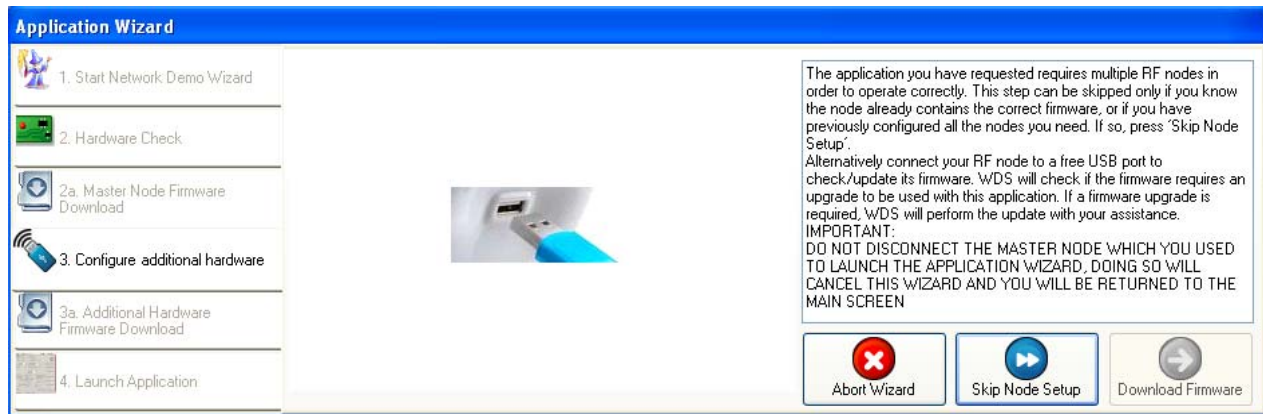 Application Wizard
1. Start Network Demo Wizard
2. Hardware Check
2a. Master Node Firmware
Download
3. Configure additional hardware
3a. Additional Hardware
Firmware Download
4. Launch Application
The application you have requested requires multiple RF nodes in
order to operate correctly. This step can be skipped only if you know
the node already contains the correct firmware, or if you have
previously configured all the nodes you need. If so, press 'Skip Node
Setup'.
Alternatively connect your RF node to a free USB port to
check/update its firmware. WDS will check if the firmware requires an
upgrade to be used with this application. If a firmware upgrade is
required, WDS will perform the update with your assistance.
IMPORTANT:
DO NOT DISCONNECT THE MASTER NODE WHICH YOU USED
TO LAUNCH THE APPLICATION WIZARD, DOING SO WILL
CANCEL THIS WIZARD AND YOU WILL BE RETURNED TO THE
MAIN SCREEN
Abort Wizard
Skip Node Setup
Download Firmware